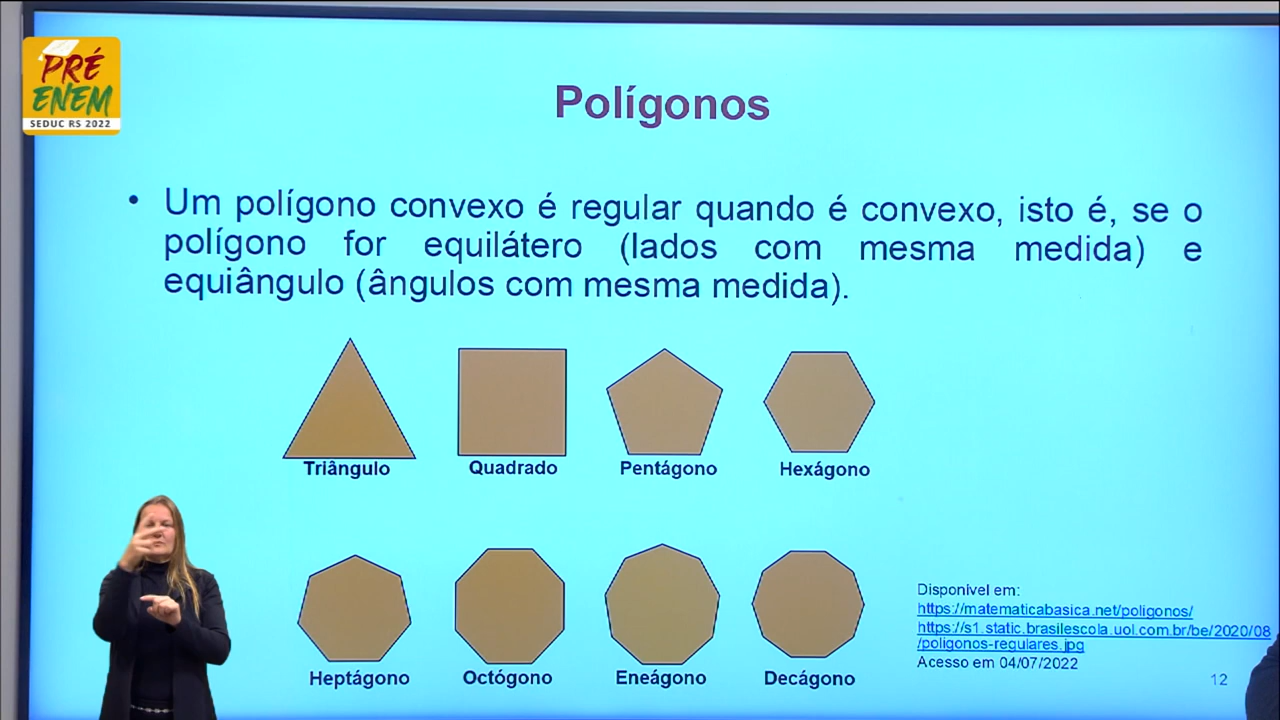 PRÉ
ENEM
SEDUC RS 2022
Polígonos
• Um polígono convexo é regular quando é convexo, isto é, se o
polígono for equilátero (lados com mesma medida) e
equiângulo (ângulos com mesma medida).
Triângulo Quadrado Pentágono Hexágono
Heptágono Octógono Eneágono Decágono
Disponível em:
https://matematicabasica.net/poligonos/
https://s1.static.brasilescola.uol.com.br/be/2020/08
/poligonos-regulares.jpg
Acesso em 04/07/2022
12